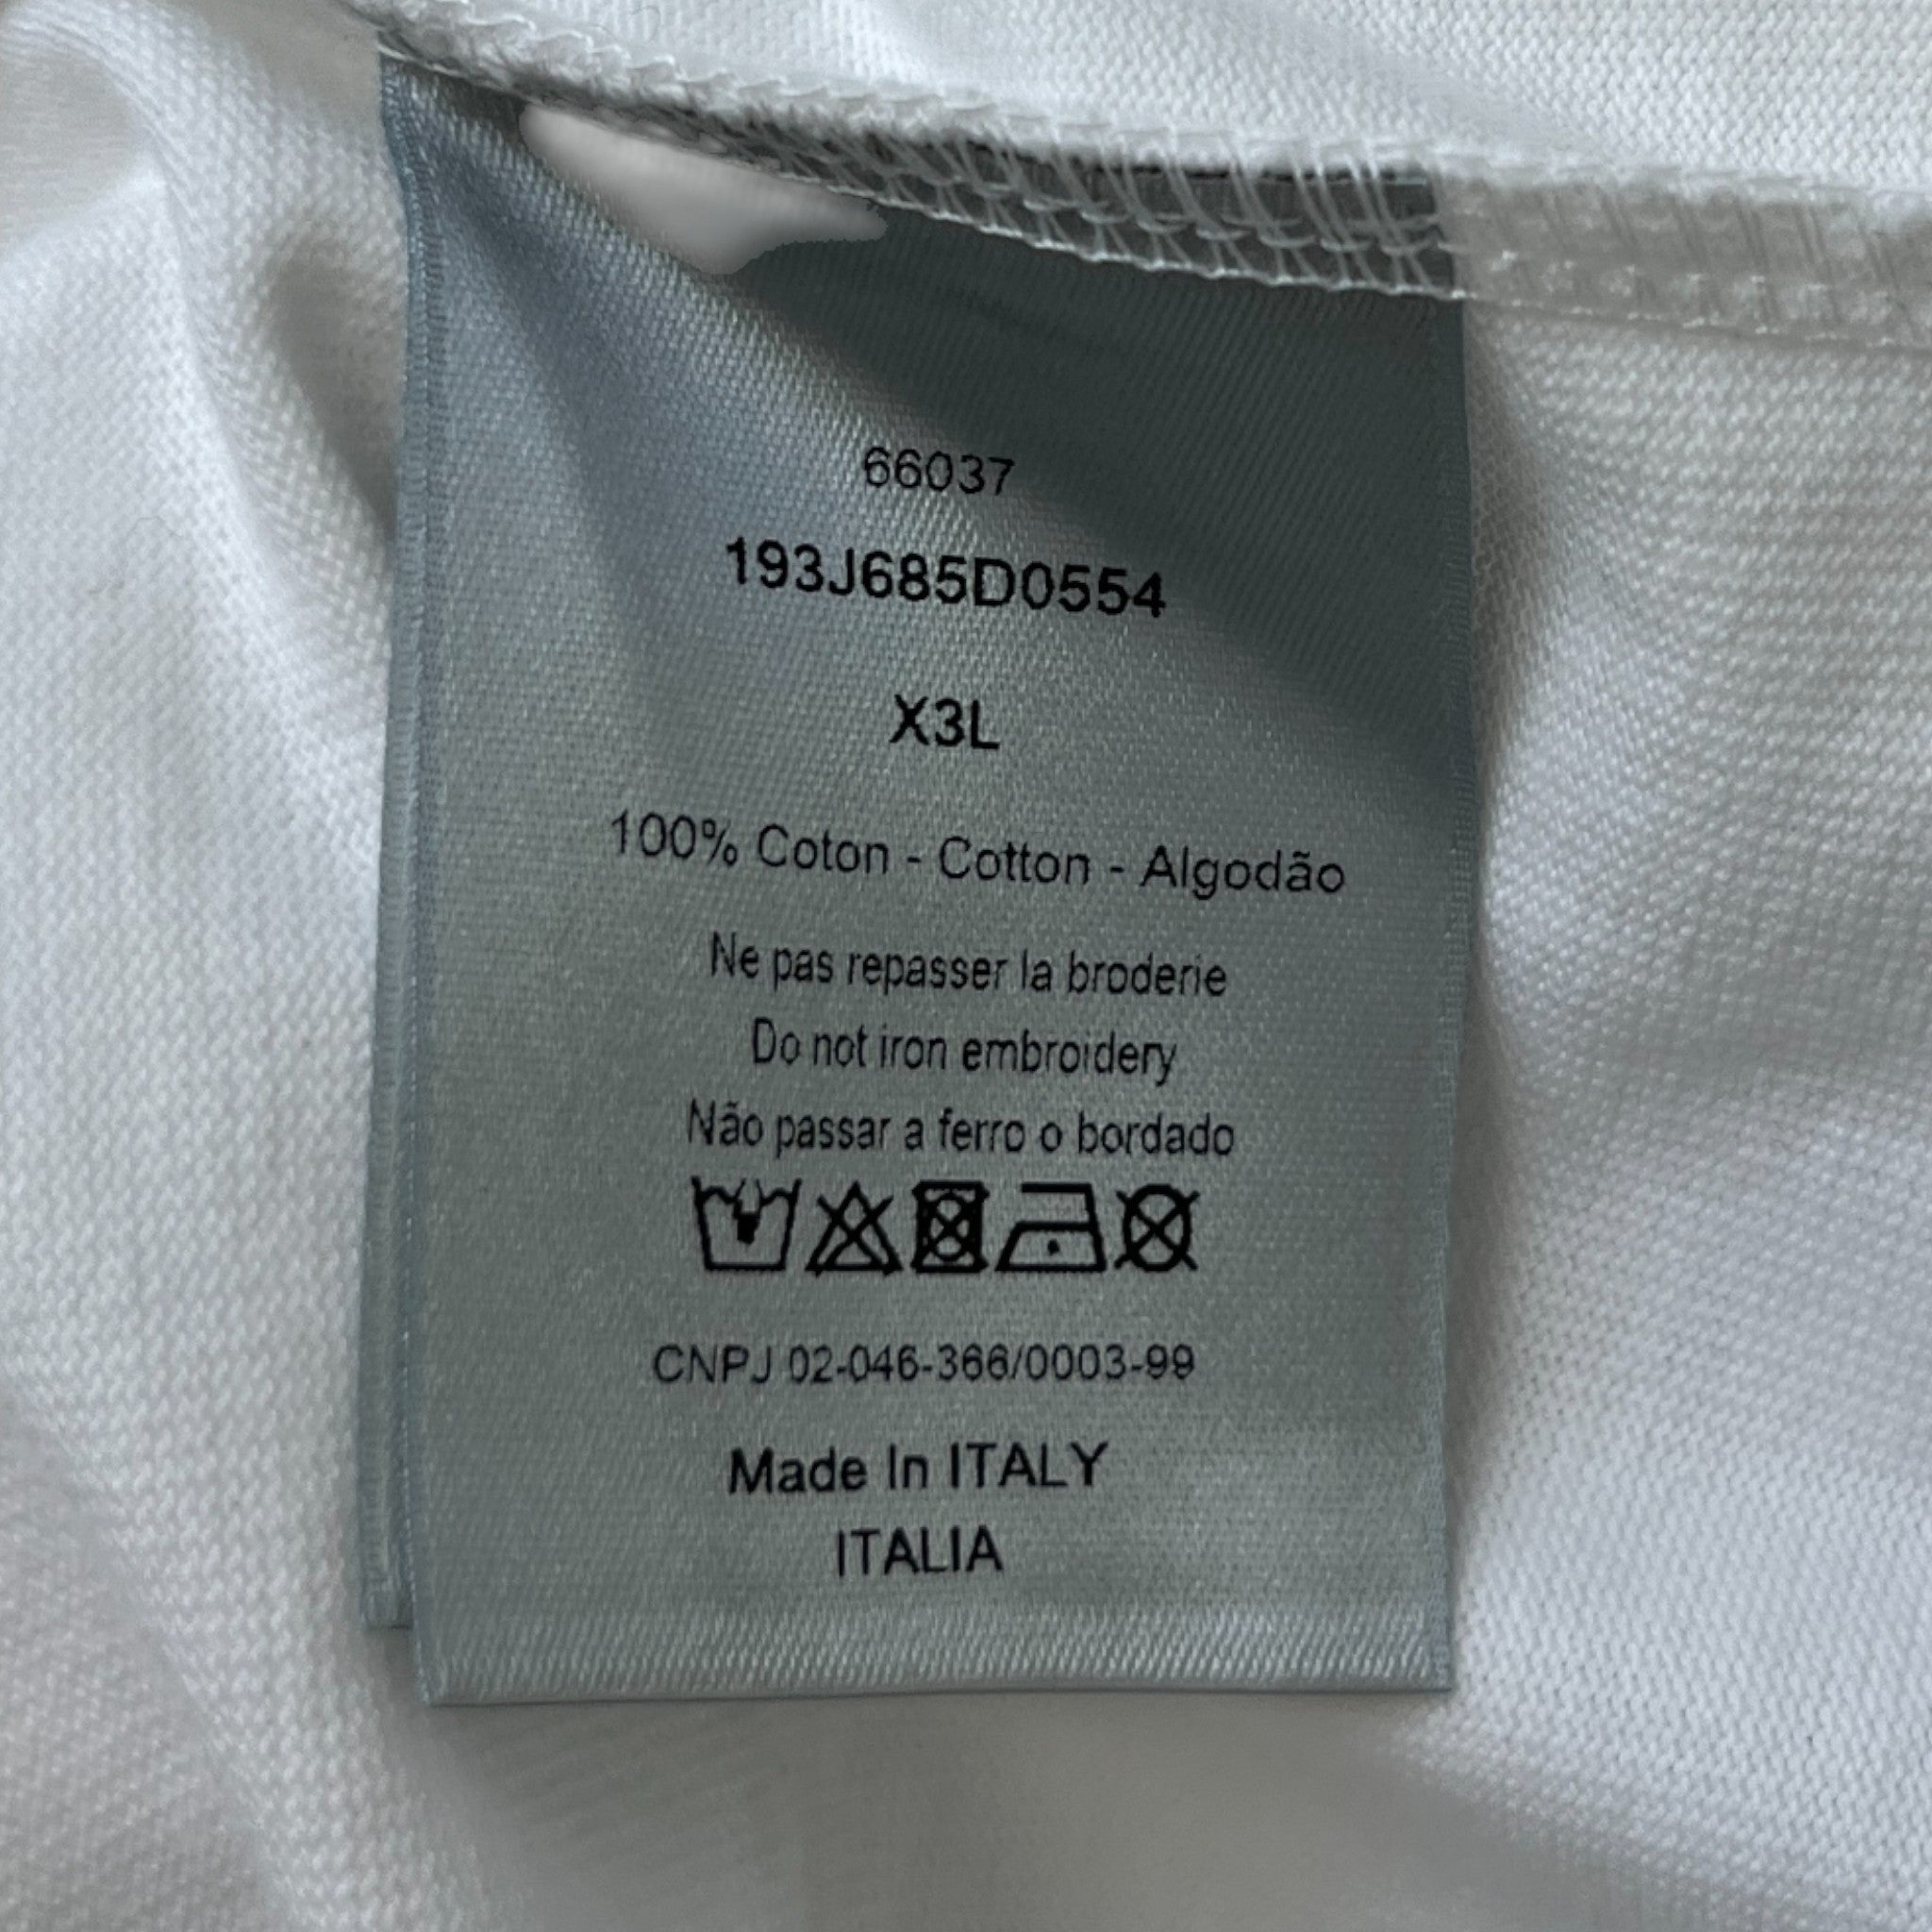 66037
193J685D0554
X3L
100% Coton - Cotton - Algodão
Ne pas repasser la broderie
Do not iron embroidery
Não passar a ferro o bordado
CNPJ 02-046-366/0003-99
Made In ITALY
ITALIA